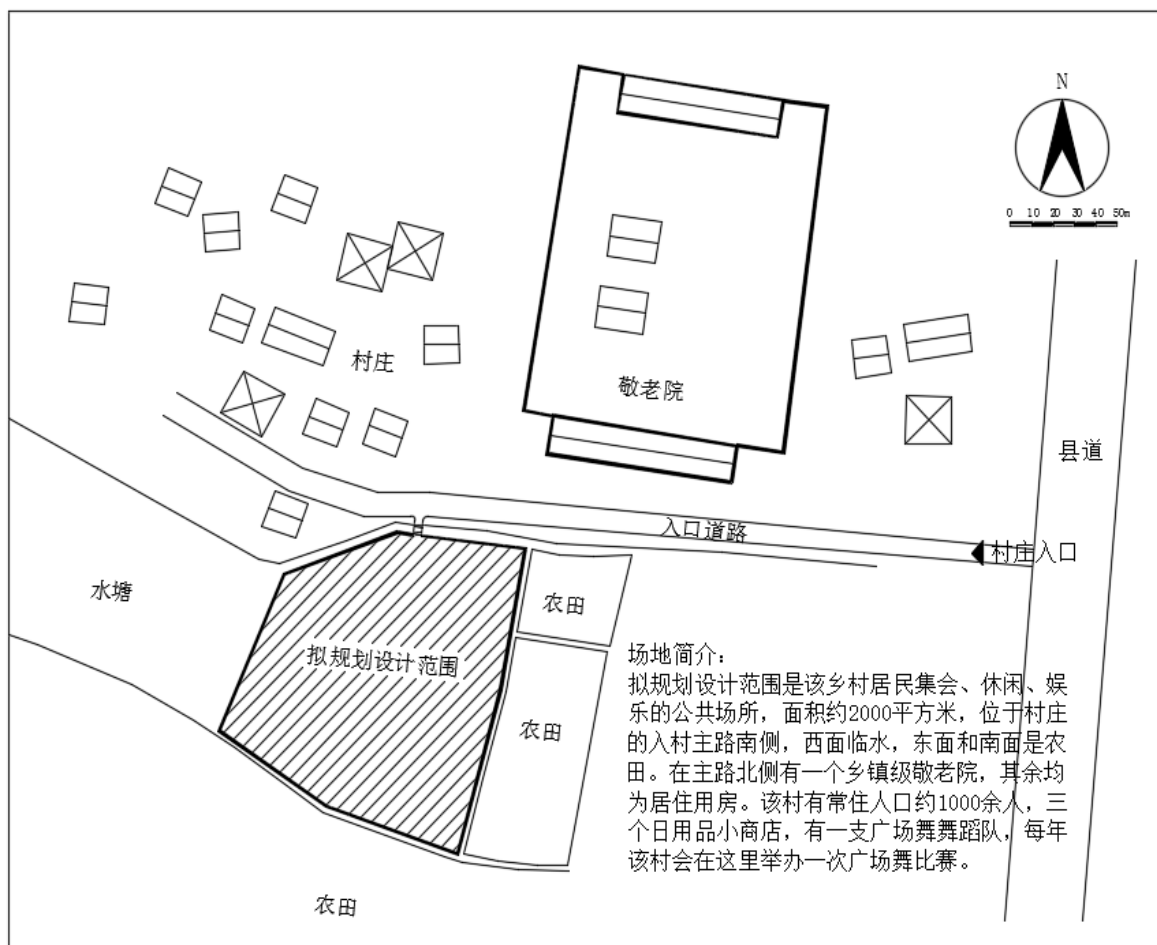 N
0 10 20 30 40 50m
村庄
敬老院
县道
入口道路
村庄入口
水塘
农田
拟规划设计范围
农田
农田
场地简介：
拟规划设计范围是该乡村居民集会、休闲、娱
乐的公共场所，面积约2000平方米，位于村庄
的入村主路南侧，西面临水，东面和南面是农
田。在主路北侧有一个乡镇级敬老院，其余均
为居住用房。该村有常住人口约1000余人，三
个日用品小商店，有一支广场舞舞蹈队，每年
该村会在这里举办一次广场舞比赛。